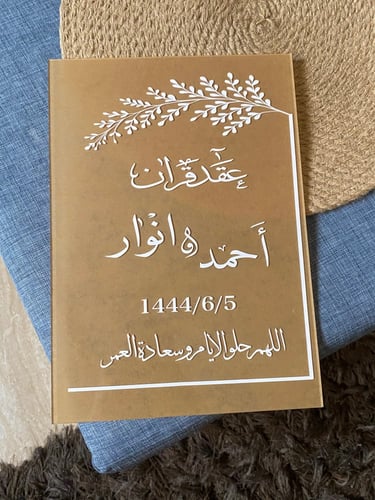 عقد قران
أحمد و انوار
1444/6/5
اللهم حلو الايام وسعادة العمر